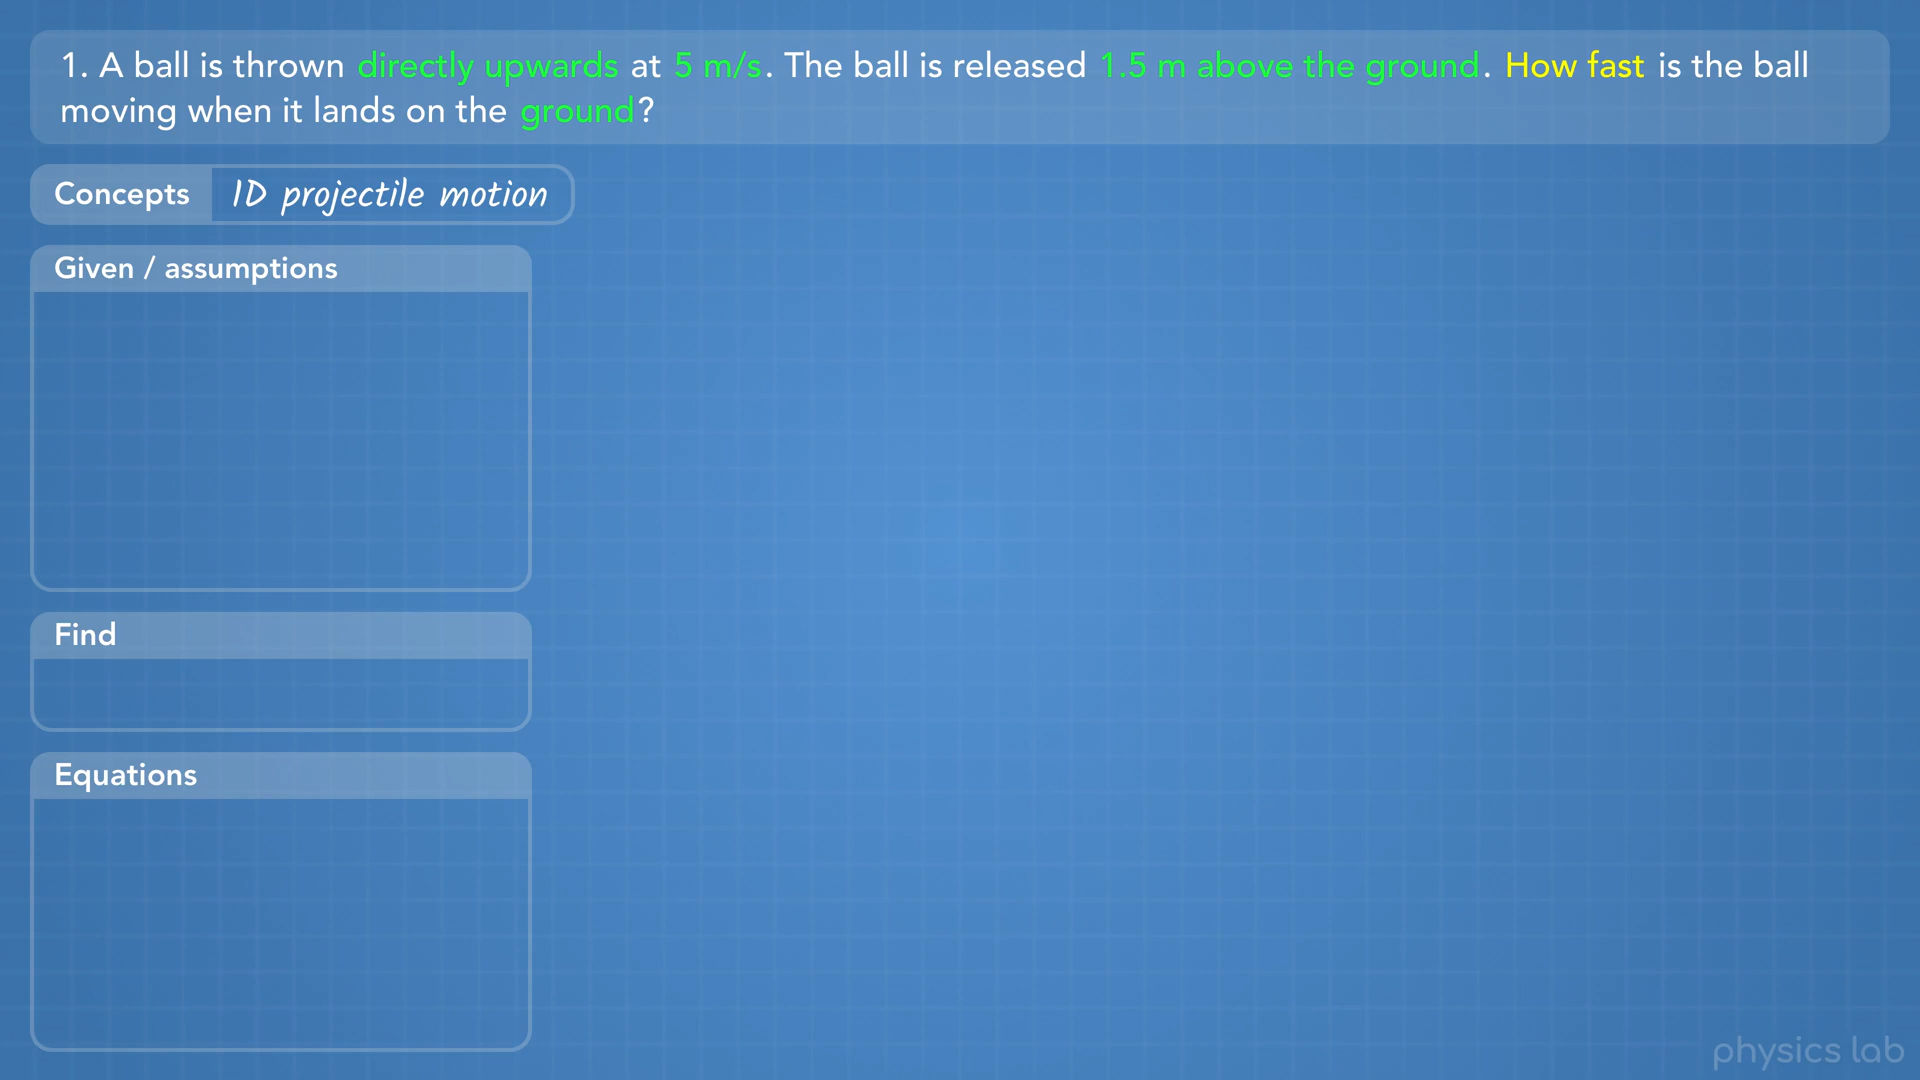 1. A ball is thrown directly upwards at 5 m/s. The ball is released 1.5 m above the ground. How fast is the ball
moving when it lands on the ground?
Concepts 1D projectile motion
Given / assumptions
Find
Equations
physics lab